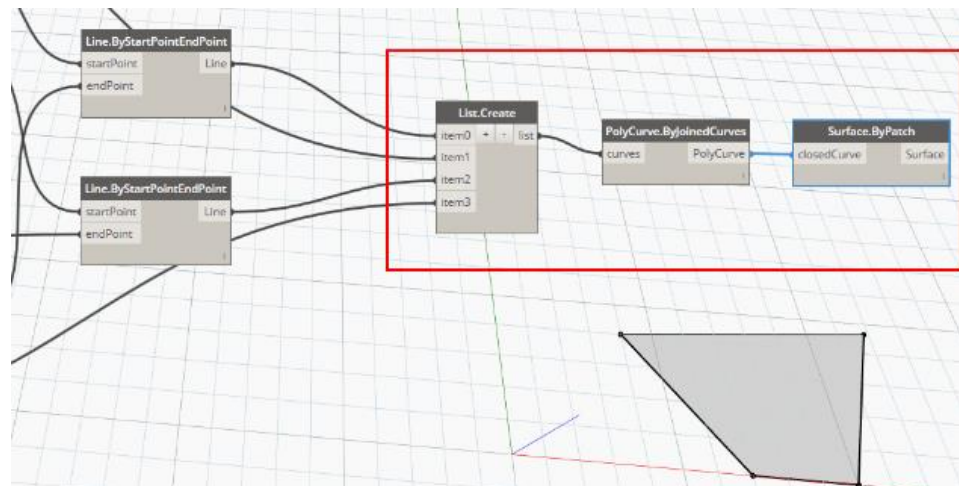 Line.ByStartPointEndPoint
startPoint Line
endPoint
Line.ByStartPointEndPoint
startPoint Line
endPoint
List.Create
item0 + - list
item1
item2
item3
PolyCurve.ByJoinedCurves
curves PolyCurve
Surface.ByPatch
closedCurve Surface